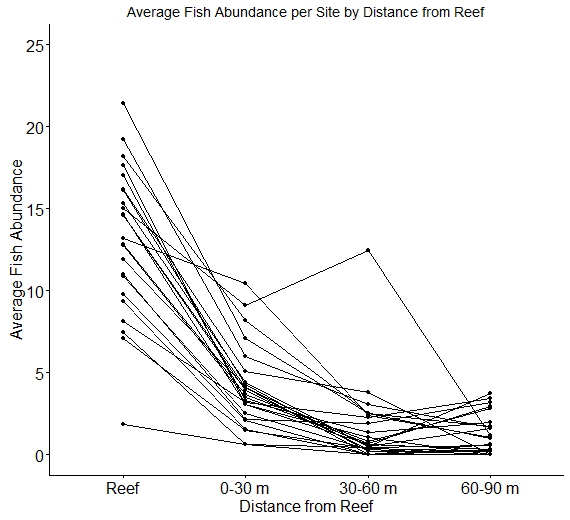 Average Fish Abundance per Site by Distance from Reef
Average Fish Abundance
25
20
15
10
5
0
Reef 0-30 m 30-60 m 60-90 m
Distance from Reef